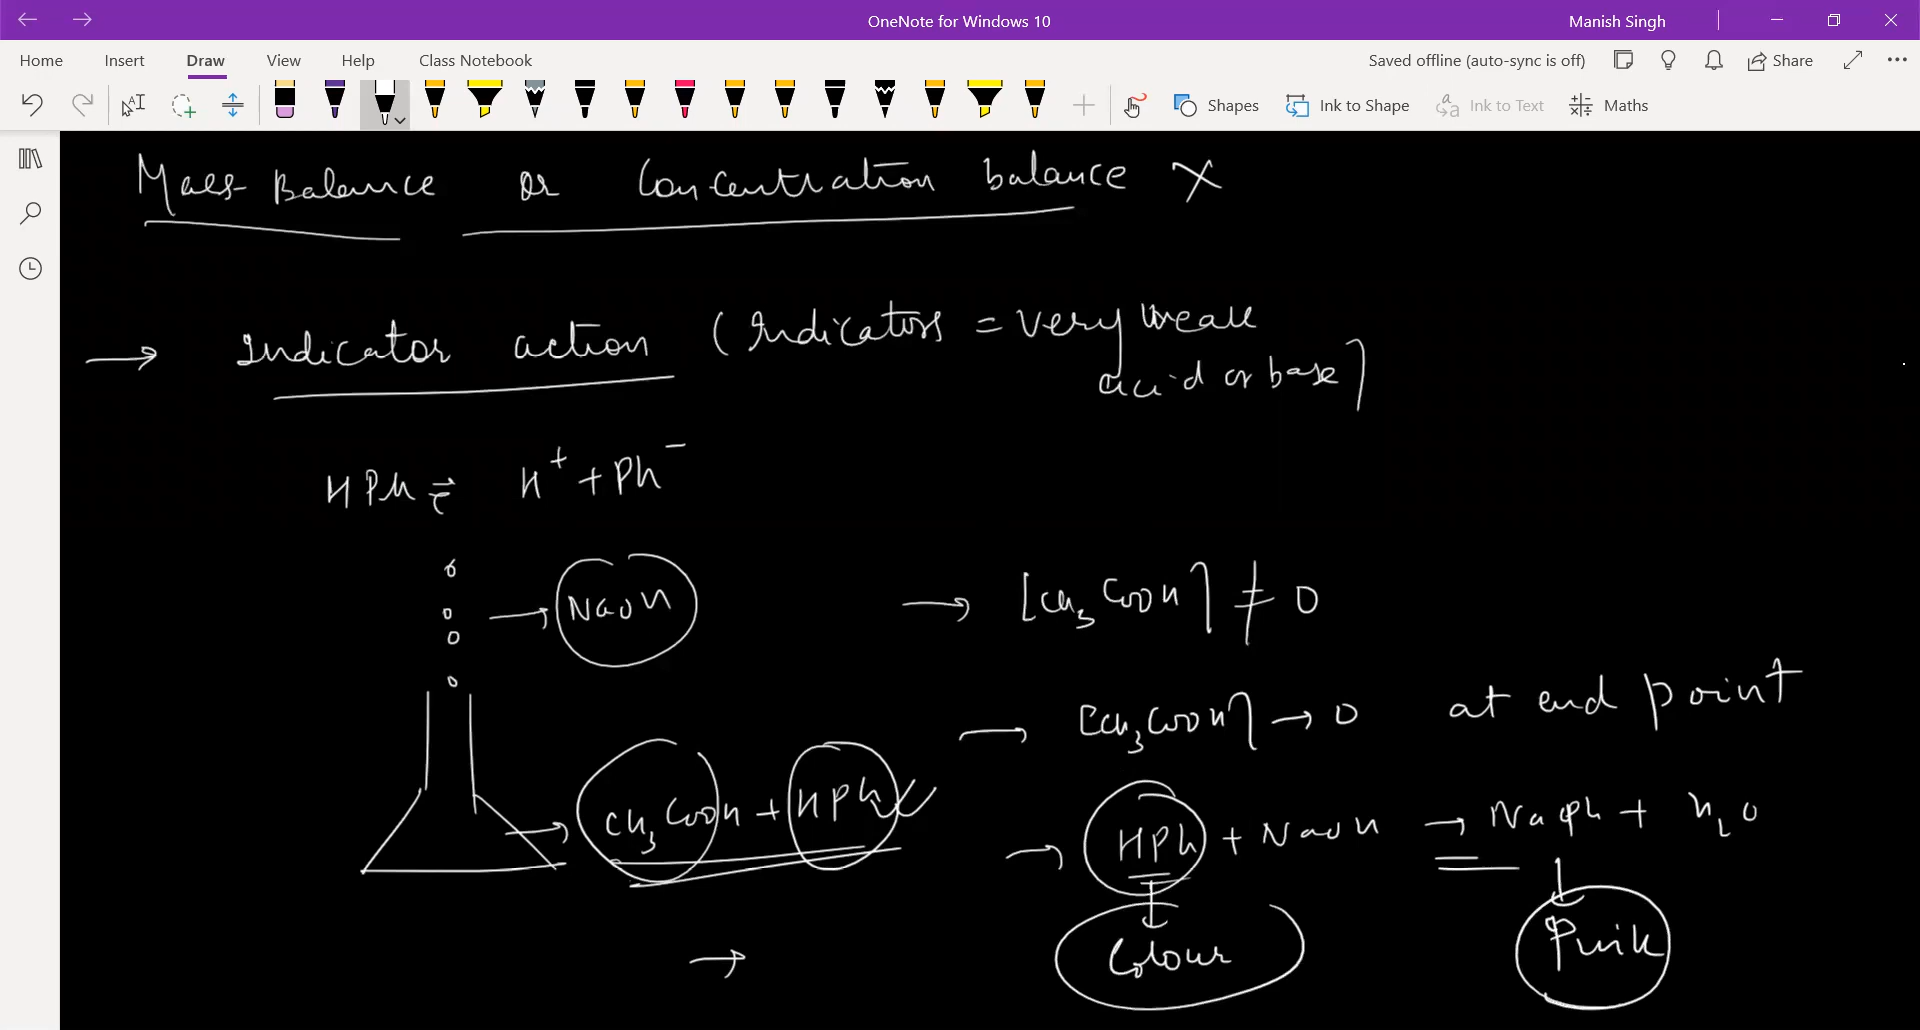 OneNote for Windows 10
Manish Singh
Home Insert Draw View Help Class Notebook
Saved offline (auto-sync is off) Share
Shapes Ink to Shape Ink to Text Maths
Mass Balance or Concentration balance X
→ Indicator action (Indicators = very weak
acid or base)
HPh ⇌ H⁺ + Ph⁻
→ NaOH → [CH₃COOH] ≠ 0
→ [CH₃COOH] → 0 at end point
→ CH₃COOH + HPh
→ HPh + NaOH → NaPh + H₂O
→ Colour Pink